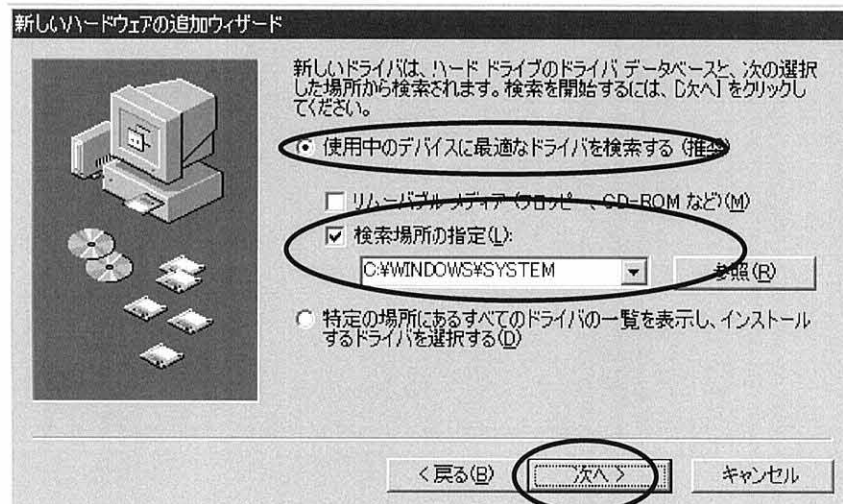 新しいハードウェアの追加ウィザード
新しいドライバは、ハード ドライブのドライバ データベースと、次の選択
した場所から検索されます。検索を開始するには、[次へ] をクリックし
てください。
使用中のデバイスに最適なドライバを検索する (推奨)
リムーバブル メディア (フロッピー、CD-ROM など)(M)
検索場所の指定(L):
C:¥WINDOWS¥SYSTEM
参照(R)
特定の場所にあるすべてのドライバの一覧を表示し、インストール
するドライバを選択する(D)
< 戻る(B)
次へ >
キャンセル